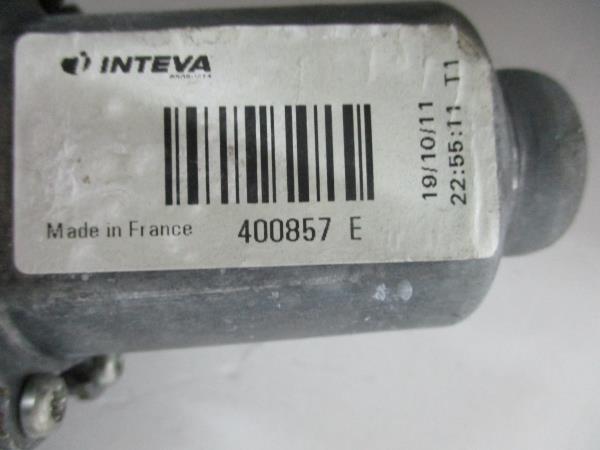 INTEVA
Made in France
400857 E
19/10/11
22:55:11 T1